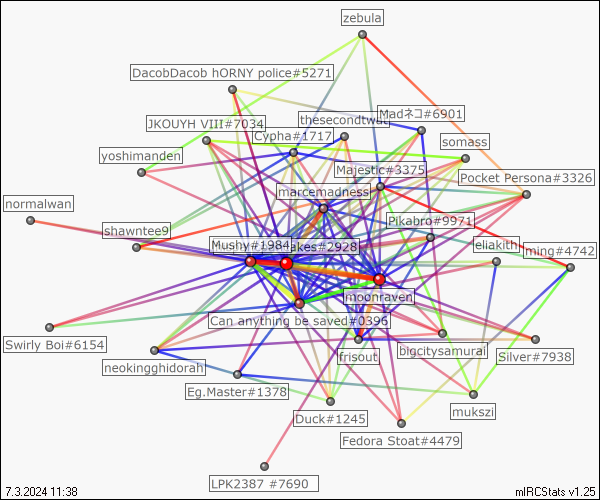 zebula
DacobDacob hORNY police#5271
thesecondtwat
Madネコ#6901
JKOUYH VIII#7034
Cypha#1717
somass
yoshimanden
Majestic#3375
Pocket Persona#3326
marcemadness
normalwan
Pikabro#9971
shawntee9
Mushy#1984
akes#2928
eliakith
ming#4742
moonraven
Can anything be saved#0396
Swirly Boi#6154
frisout
bigcitysamurai
Silver#7938
neokingghidorah
Eg.Master#1378
Duck#1245
mukszi
Fedora Stoat#4479
LPK2387 #7690
7.3.2024 11:38
mIRCStats v1.25